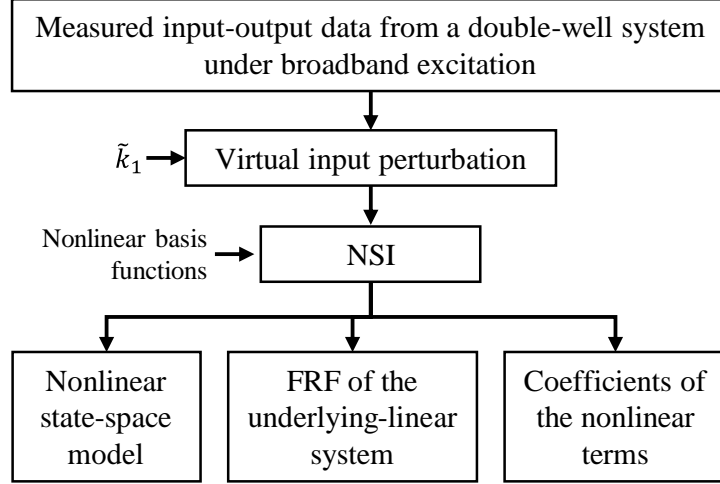 Measured input-output data from a double-well system
under broadband excitation
k̃₁
Virtual input perturbation
Nonlinear basis
functions
NSI
Nonlinear
state-space
model
FRF of the
underlying-linear
system
Coefficients of
the nonlinear
terms